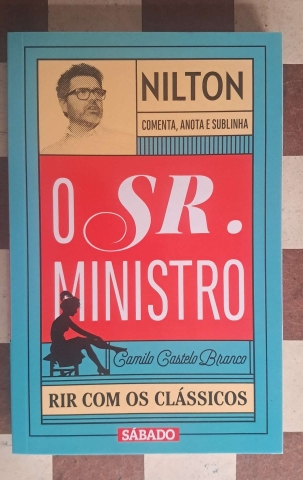 NILTON
COMENTA, ANOTA E SUBLINHA
O SR.
MINISTRO
Camilo Castelo Branco
RIR COM OS CLÁSSICOS
SÁBADO